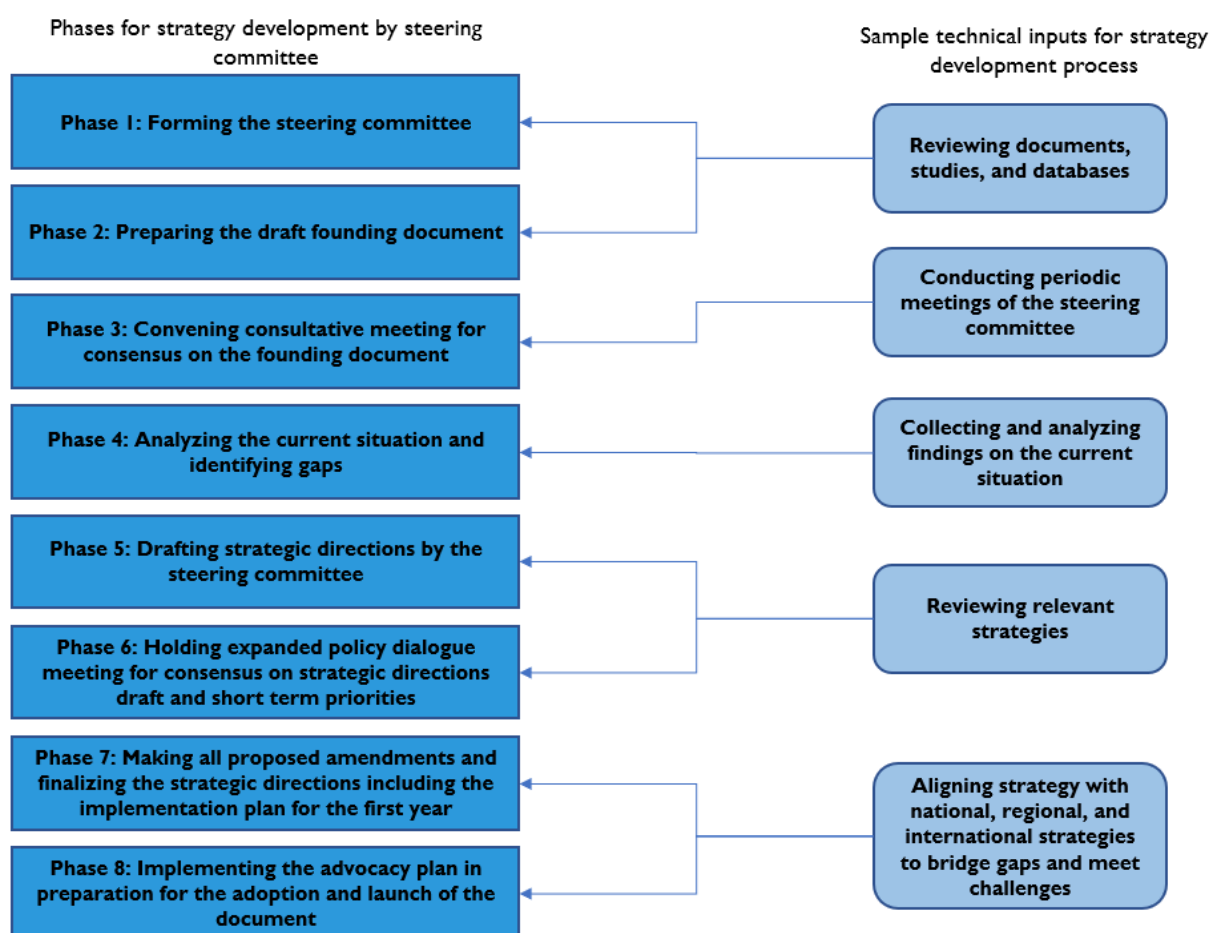 Phases for strategy development by steering
committee
Phase 1: Forming the steering committee
Phase 2: Preparing the draft founding document
Phase 3: Convening consultative meeting for
consensus on the founding document
Phase 4: Analyzing the current situation and
identifying gaps
Phase 5: Drafting strategic directions by the
steering committee
Phase 6: Holding expanded policy dialogue
meeting for consensus on strategic directions
draft and short term priorities
Phase 7: Making all proposed amendments and
finalizing the strategic directions including the
implementation plan for the first year
Phase 8: Implementing the advocacy plan in
preparation for the adoption and launch of the
document
Sample technical inputs for strategy
development process
Reviewing documents,
studies, and databases
Conducting periodic
meetings of the steering
committee
Collecting and analyzing
findings on the current
situation
Reviewing relevant
strategies
Aligning strategy with
national, regional, and
international strategies
to bridge gaps and meet
challenges